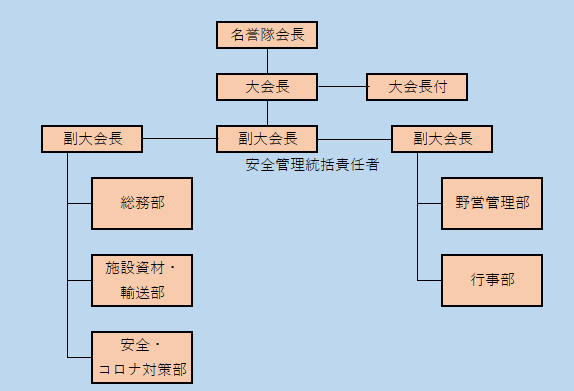 名誉隊会長
大会長
大会長付
副大会長
副大会長
副大会長
安全管理統括責任者
総務部
野営管理部
施設資材・
輸送部
行事部
安全・
コロナ対策部